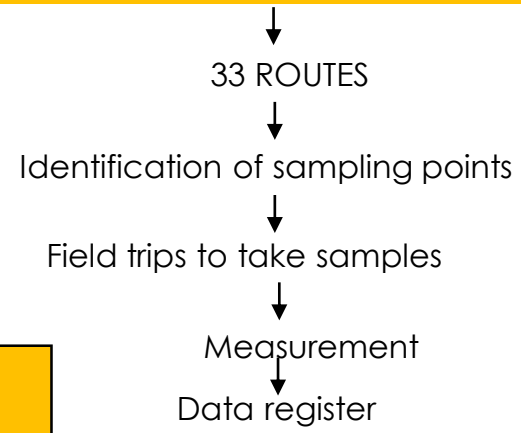 33 ROUTES
Identification of sampling points
Field trips to take samples
Measurement
Data register